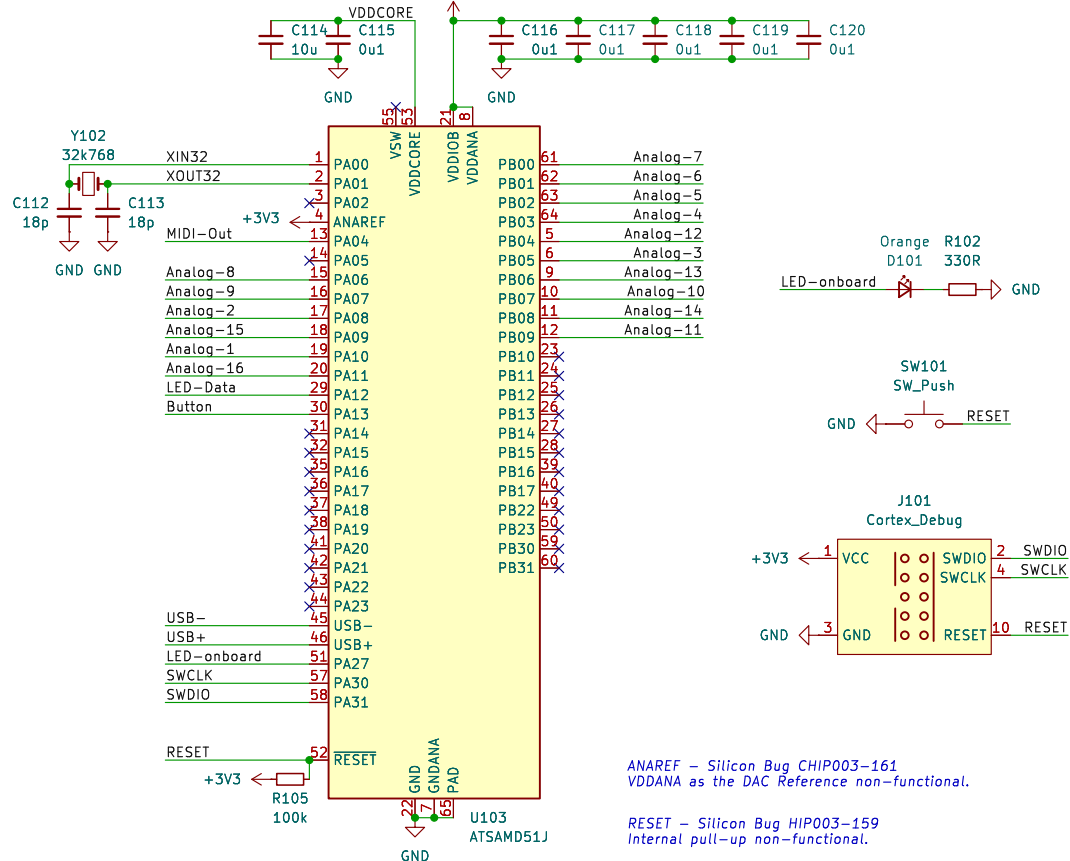 VDDCORE
C114 C115 C116 C117 C118 C119 C120
10u 0u1 0u1 0u1 0u1 0u1 0u1
GND GND
55 53 21 8
VSW VDDCORE VDDIOB VDDANA
Y102
32k768
XIN32 1 PA00 PB00 61 Analog-7
XOUT32 2 PA01 PB01 62 Analog-6
3 PA02 PB02 63 Analog-5
C112 C113
18p 18p
+3V3 4 ANAREF PB03 64 Analog-4
MIDI-Out 13 PA04 PB04 5 Analog-12
14 PA05 PB05 6 Analog-3
GND GND
Analog-8 15 PA06 PB06 9 Analog-13
Analog-9 16 PA07 PB07 10 Analog-10
Analog-2 17 PA08 PB08 11 Analog-14
Analog-15 18 PA09 PB09 12 Analog-11
Analog-1 19 PA10 PB10 23
Analog-16 20 PA11 PB11 24
LED-Data 29 PA12 PB12 25
Button 30 PA13 PB13 26
31 PA14 PB14 27
32 PA15 PB15 28
35 PA16 PB16 39
36 PA17 PB17 40
37 PA18 PB22 49
38 PA19 PB23 50
41 PA20 PB30 59
42 PA21 PB31 60
43 PA22
44 PA23
USB- 45 USB-
USB+ 46 USB+
LED-onboard 51 PA27
SWCLK 57 PA30
SWDIO 58 PA31
RESET 52 RESET
+3V3
R105
100k
GND GNDANA PAD
22 7 65
GND
U103
ATSAMD51J
Orange R102
D101 330R
LED-onboard GND
SW101
SW_Push
GND RESET
J101
Cortex_Debug
+3V3 1 VCC SWDIO 2 SWDIO
SWCLK 4 SWCLK
GND 3 GND RESET 10 RESET
ANAREF - Silicon Bug CHIP003-161
VDDANA as the DAC Reference non-functional.
RESET - Silicon Bug HIP003-159
Internal pull-up non-functional.